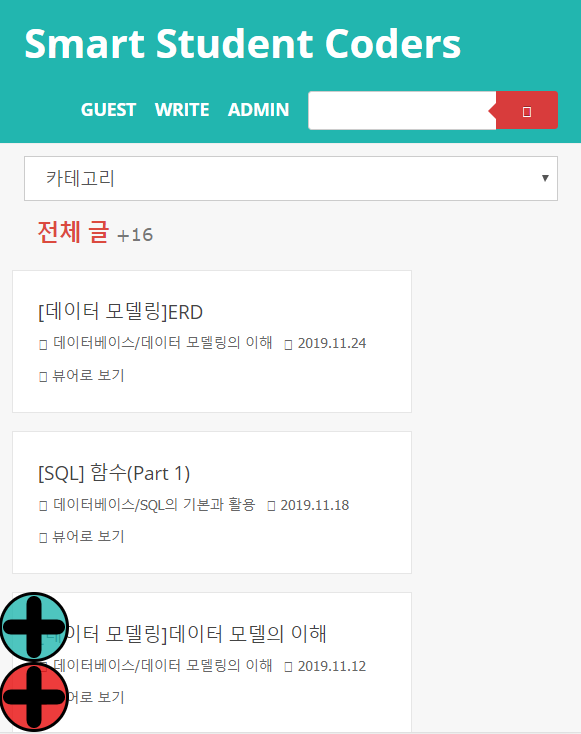 Smart Student Coders
GUEST WRITE ADMIN
카테고리
전체 글 +16
[데이터 모델링]ERD
데이터베이스/데이터 모델링의 이해 2019.11.24
뷰어로 보기
[SQL] 함수(Part 1)
데이터베이스/SQL의 기본과 활용 2019.11.18
뷰어로 보기
이터 모델링]데이터 모델의 이해
데이터베이스/데이터 모델링의 이해 2019.11.12
어로 보기